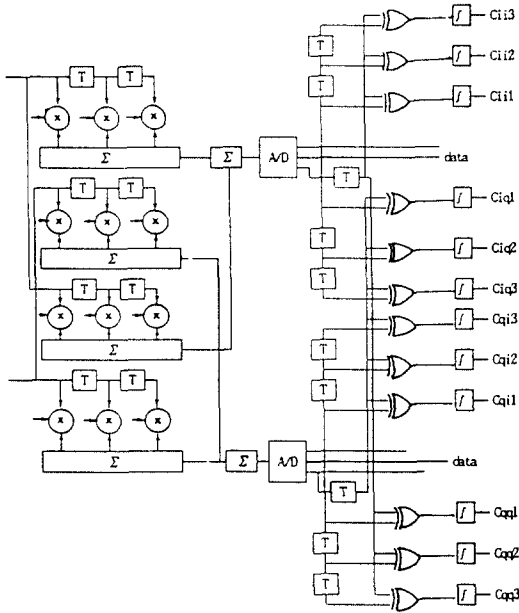 T T
x x x
Σ
T T
x x x
Σ
T T
x x x
Σ
T T
x x x
Σ
Σ
A/D
data
T
Σ
A/D
data
T
T
T
T
T
T
T
T
T
∫ Cii3
∫ Cii2
∫ Cii1
∫ Ciq1
∫ Ciq2
∫ Ciq3
∫ Cqi3
∫ Cqi2
∫ Cqi1
∫ Cqq1
∫ Cqq2
∫ Cqq3